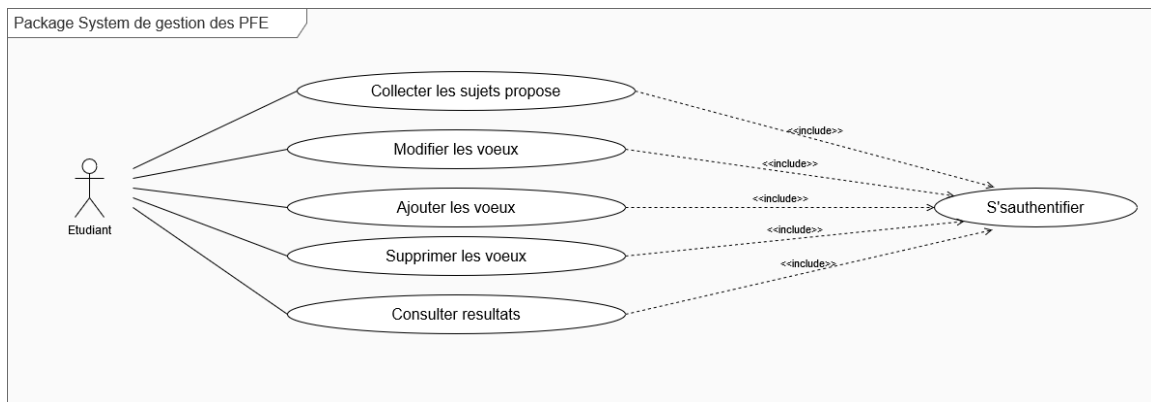 Package System de gestion des PFE
Collecter les sujets propose
<<include>>
Modifier les voeux
<<include>>
Etudiant
Ajouter les voeux
<<include>>
S'sauthentifier
Supprimer les voeux
<<include>>
<<include>>
Consulter resultats